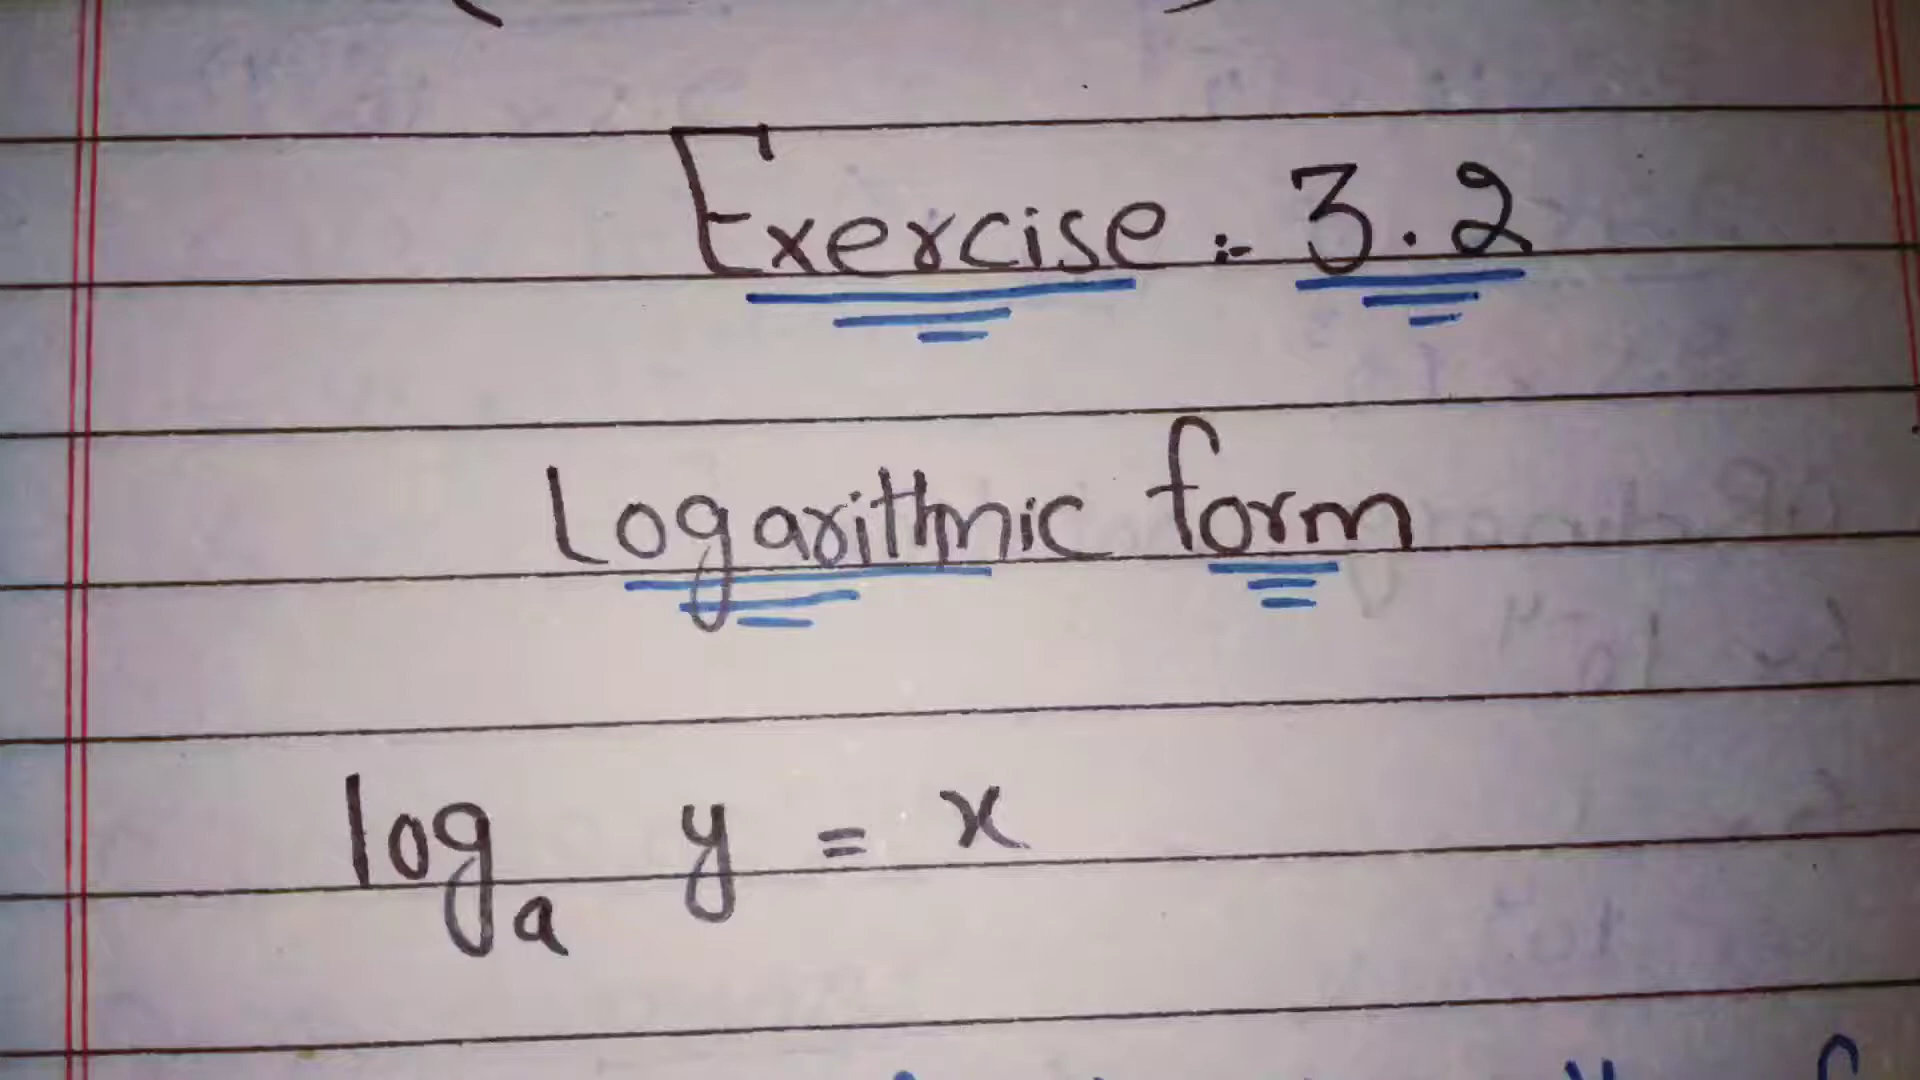 Exercise :- 3.2
Logarithmic form
logₐ y = x